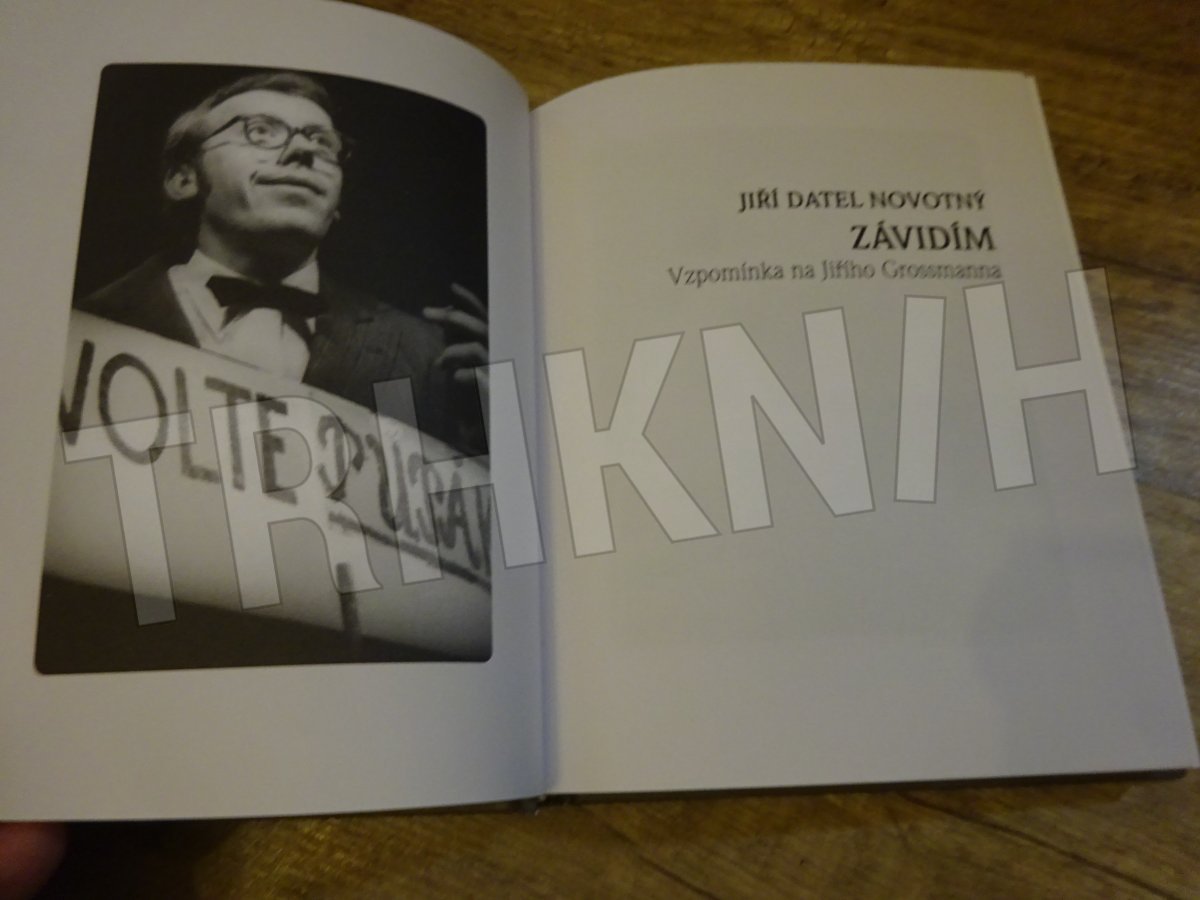 VOLTE
JIŘÍ DATEL NOVOTNÝ
ZÁVIDÍM
Vzpomínka na Jiřího Grossmanna
TRHKNIH